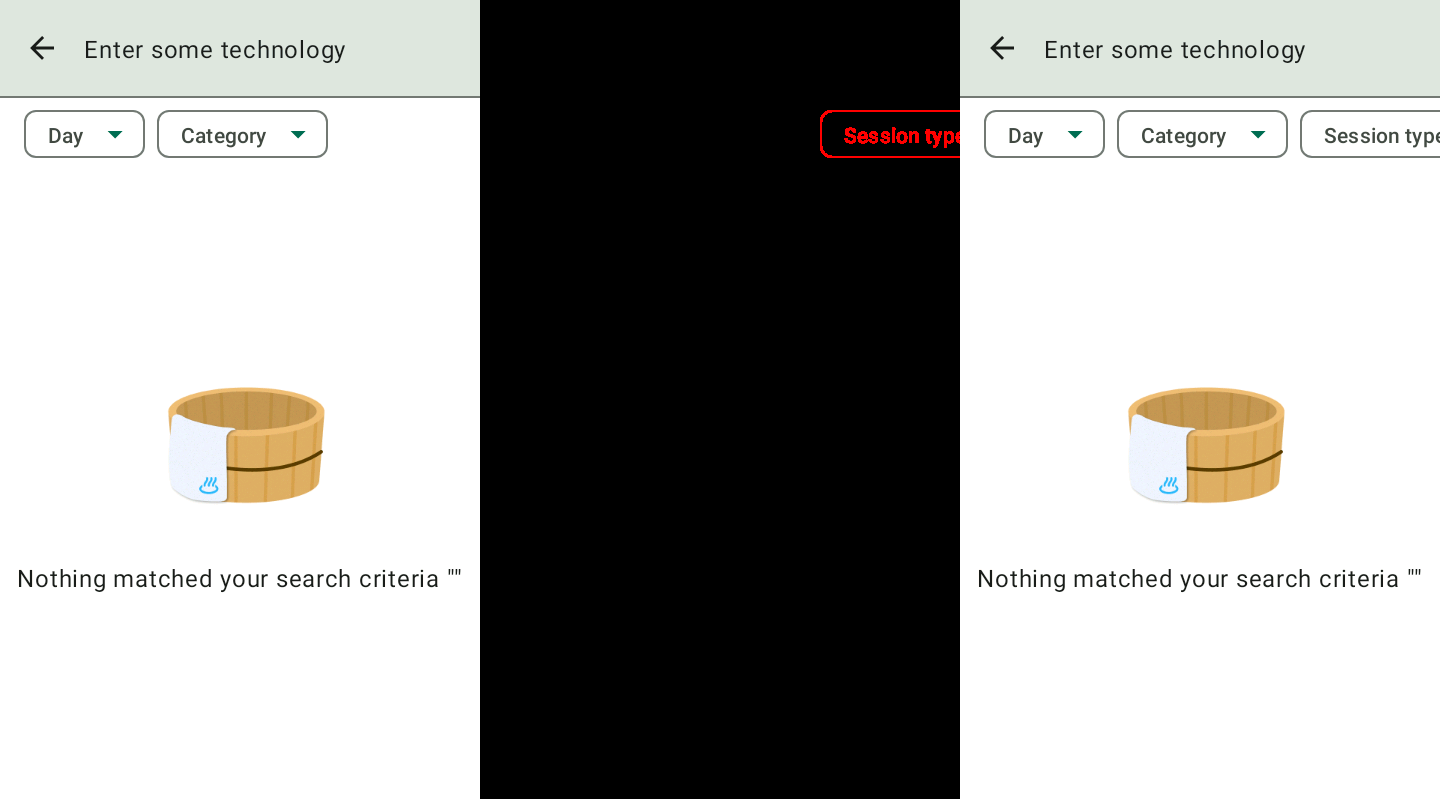 Enter some technology
Day
Category
Nothing matched your search criteria ""
Session type
Enter some technology
Day
Category
Session type
Nothing matched your search criteria ""